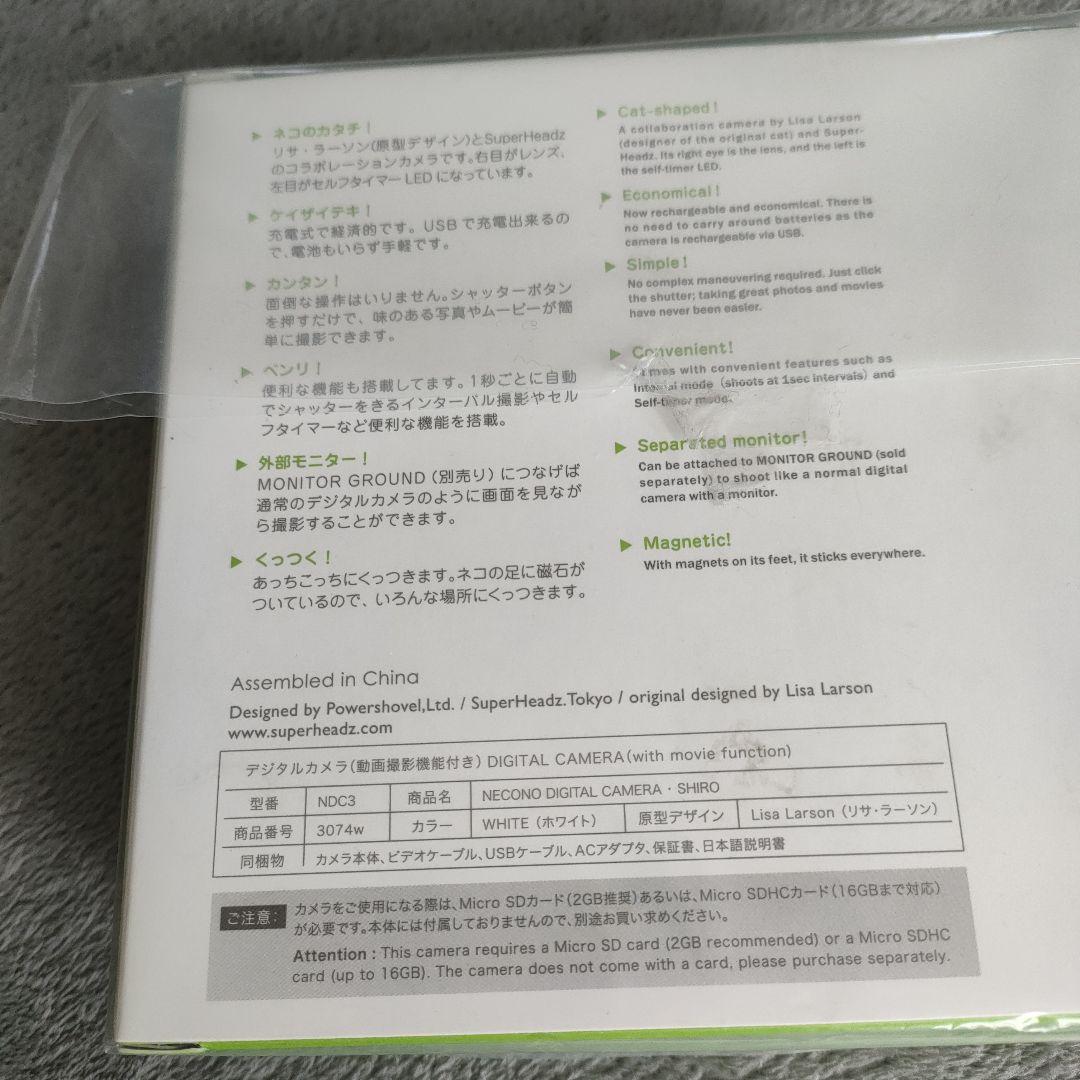 ▶ ネコのカタチ！
リサ・ラーソン(原型デザイン)とSuperHeadz
のコラボレーションカメラです。右目がレンズ、
左目がセルフタイマーLEDになっています。
▶ ケイザイテキ！
充電式で経済的です。USBで充電出来るの
で、電池もいらず手軽です。
▶ カンタン！
面倒な操作はいりません。シャッターボタン
を押すだけで、味のある写真やムービーが簡
単に撮影できます。
▶ ベンリ！
便利な機能も搭載してます。1秒ごとに自動
でシャッターをきるインターバル撮影やセル
フタイマーなど便利な機能を搭載。
▶ 外部モニター！
MONITOR GROUND（別売り）につなげば
通常のデジタルカメラのように画面を見なが
ら撮影することができます。
▶ くっつく！
あっちこっちにくっつきます。ネコの足に磁石が
ついているので、いろんな場所にくっつきます。
▶ Cat-shaped!
A collaboration camera by Lisa Larson
(designer of the original cat) and Super-
Headz. Its right eye is the lens, and the left is
the self-timer LED.
▶ Economical!
Now rechargeable and economical. There is
no need to carry around batteries as the
camera is rechargeable via USB.
▶ Simple!
No complex maneuvering required. Just click
the shutter; taking great photos and movies
have never been easier.
▶ Convenient!
mes with convenient features such as
mode (shoots at 1sec intervals) and
Self-timer mode.
▶ Separated monitor!
Can be attached to MONITOR GROUND (sold
separately) to shoot like a normal digital
camera with a monitor.
▶ Magnetic!
With magnets on its feet, it sticks everywhere.
Assembled in China
Designed by Powershovel,Ltd. / SuperHeadz.Tokyo / original designed by Lisa Larson
www.superheadz.com
デジタルカメラ(動画撮影機能付き) DIGITAL CAMERA(with movie function)
型番 NDC3 商品名 NECONO DIGITAL CAMERA・SHIRO
商品番号 3074w カラー WHITE（ホワイト） 原型デザイン Lisa Larson（リサ・ラーソン）
同梱物 カメラ本体、ビデオケーブル、USBケーブル、ACアダプタ、保証書、日本語説明書
ご注意: カメラをご使用になる際は、Micro SDカード（2GB推奨）あるいは、Micro SDHCカード（16GBまで対応）
が必要です。本体には付属しておりませんので、別途お買い求めください。
Attention : This camera requires a Micro SD card (2GB recommended) or a Micro SDHC
card (up to 16GB). The camera does not come with a card, please purchase separately.